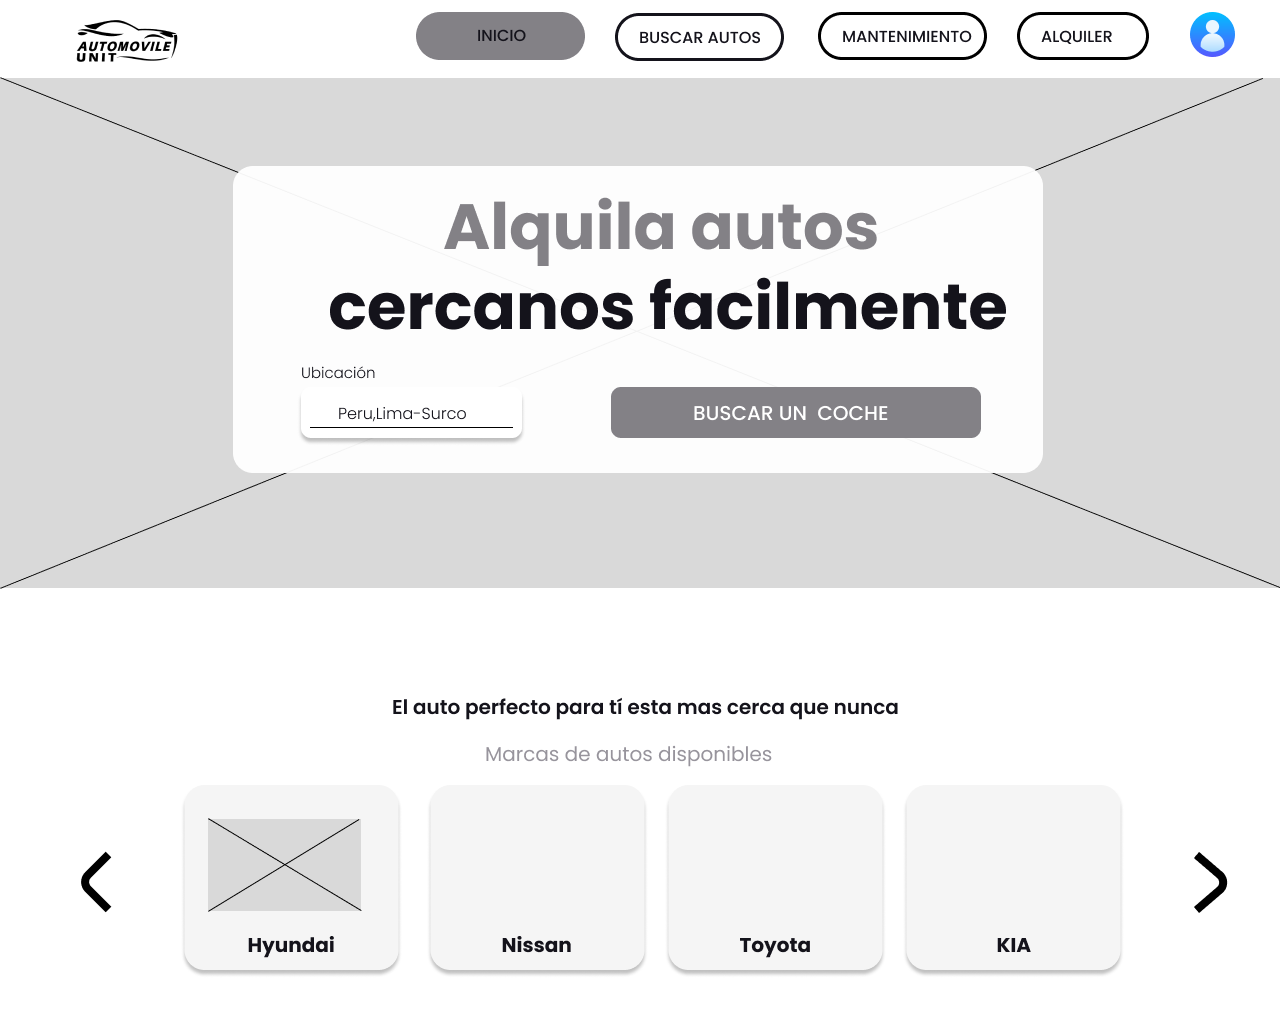 AUTOMOVILE
UNIT
INICIO
BUSCAR AUTOS
MANTENIMIENTO
ALQUILER
Alquila autos
cercanos facilmente
Ubicación
Peru,Lima-Surco
BUSCAR UN  COCHE
El auto perfecto para tí esta mas cerca que nunca
Marcas de autos disponibles
Hyundai
Nissan
Toyota
KIA